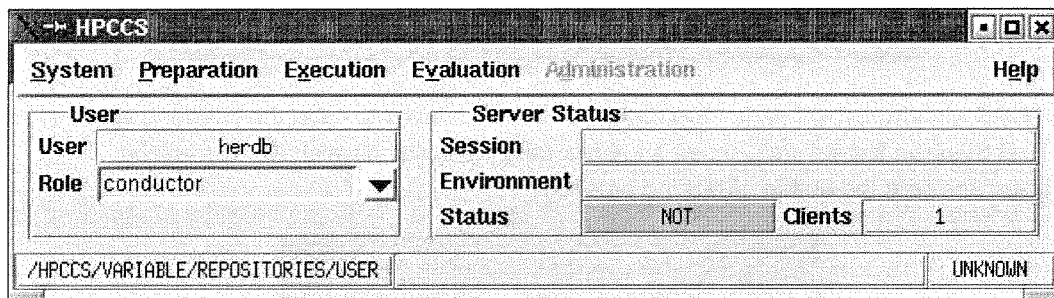 HPCCS
System Preparation Execution Evaluation Administration Help
User Server Status
User herdb Session
Role conductor Environment
Status NOT Clients 1
/HPCCS/VARIABLE/REPOSITORIES/USER UNKNOWN